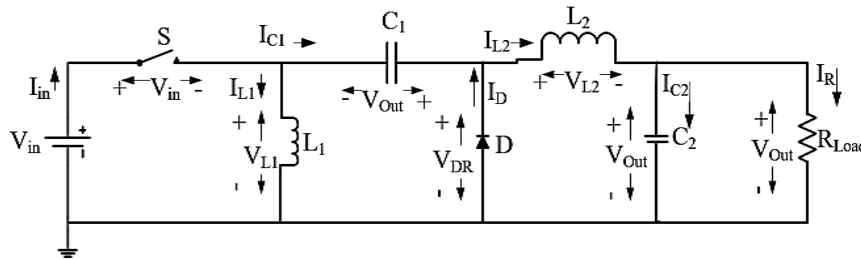 S
I_C1
C_1
I_L2
L_2
I_in
+ V_in -
I_L1
- V_Out +
I_D
+ V_L2 -
I_C2
I_R
V_in
+
-
+
V_L1
-
L_1
+
V_DR
-
D
+
V_Out
-
C_2
+
V_Out
-
R_Load